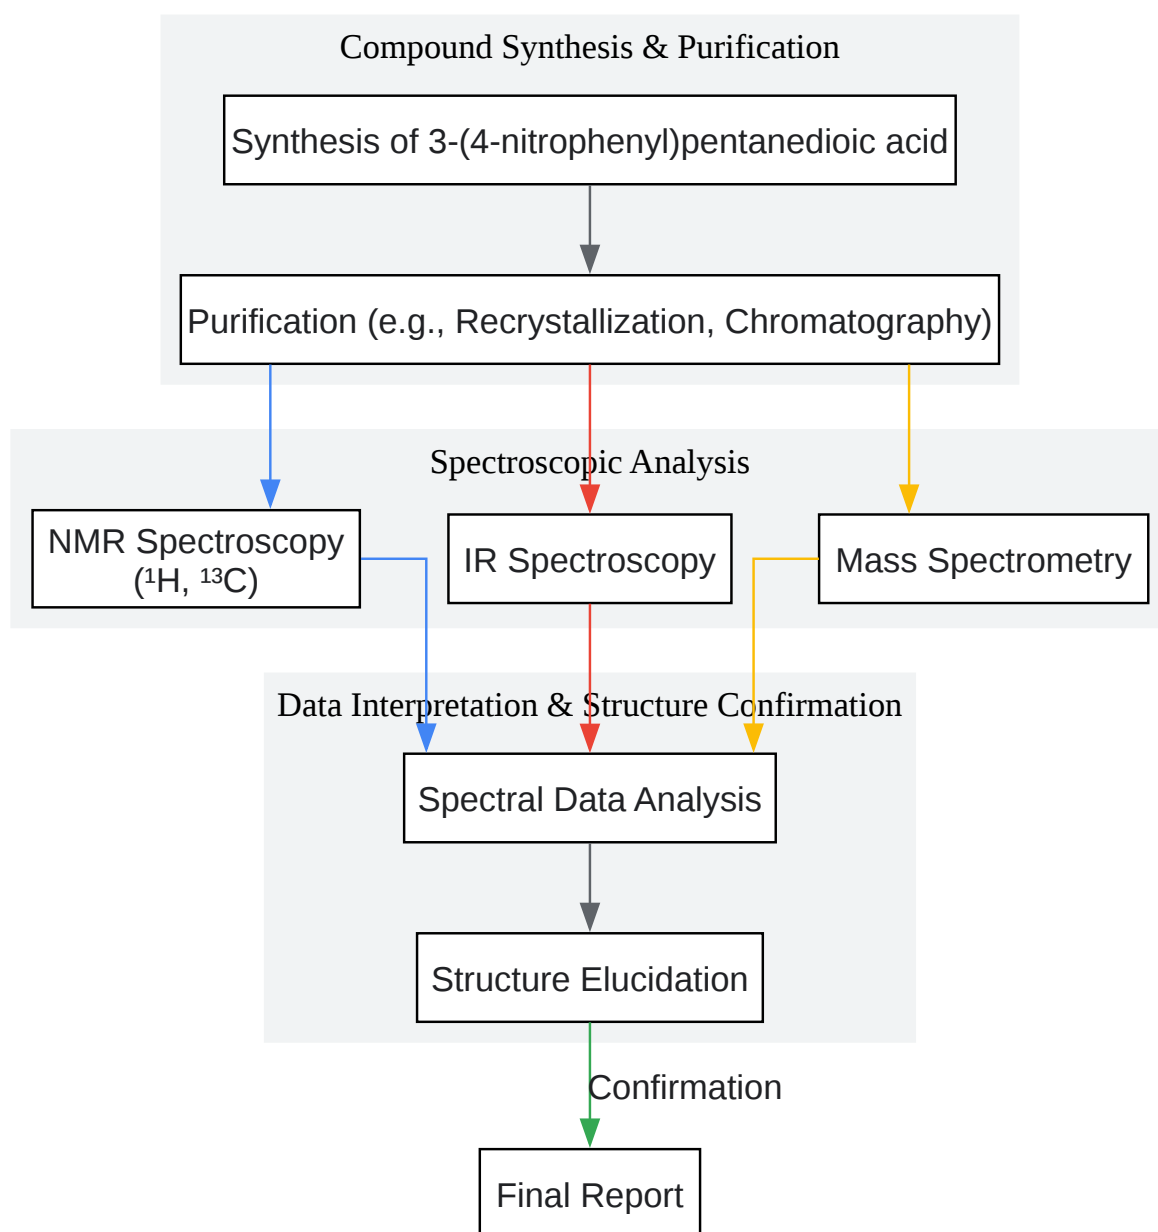 Compound Synthesis & Purification
Synthesis of 3-(4-nitrophenyl)pentanedioic acid
Purification (e.g., Recrystallization, Chromatography)
Spectroscopic Analysis
NMR Spectroscopy
(¹H, ¹³C)
IR Spectroscopy
Mass Spectrometry
Data Interpretation & Structure Confirmation
Spectral Data Analysis
Structure Elucidation
Confirmation
Final Report